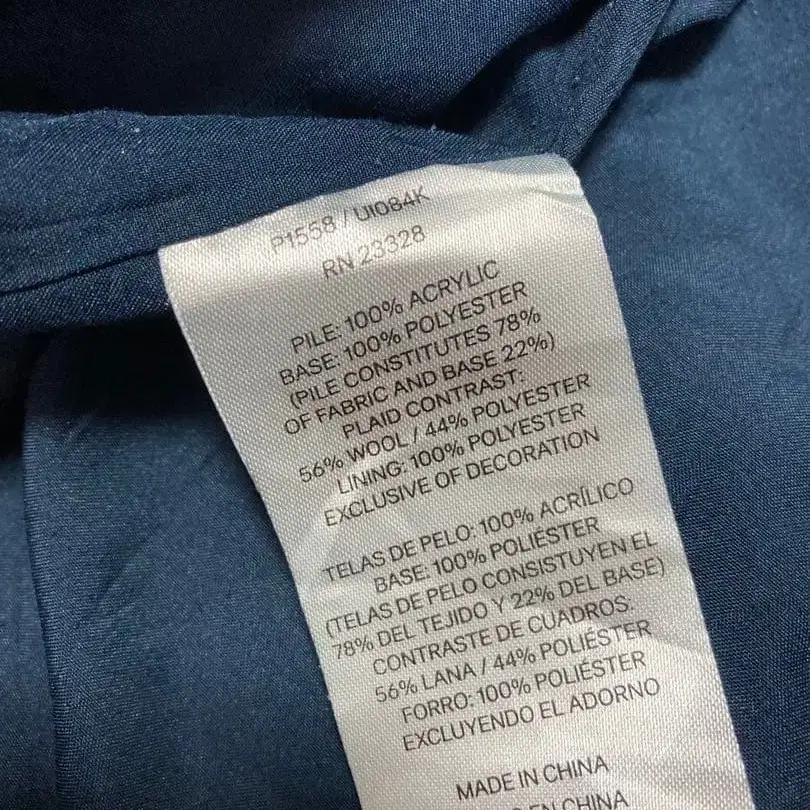 P1558 / U1084K
RN 23328
PILE: 100% ACRYLIC
BASE: 100% POLYESTER
(PILE CONSTITUTES 78%
OF FABRIC AND BASE 22%)
PLAID CONTRAST:
56% WOOL / 44% POLYESTER
LINING: 100% POLYESTER
EXCLUSIVE OF DECORATION
TELAS DE PELO: 100% ACRÍLICO
BASE: 100% POLIÉSTER
(TELAS DE PELO CONSISTUYEN EL
78% DEL TEJIDO Y 22% DEL BASE)
CONTRASTE DE CUADROS:
56% LANA / 44% POLIÉSTER
FORRO: 100% POLIÉSTER
EXCLUYENDO EL ADORNO
MADE IN CHINA
EN CHINA